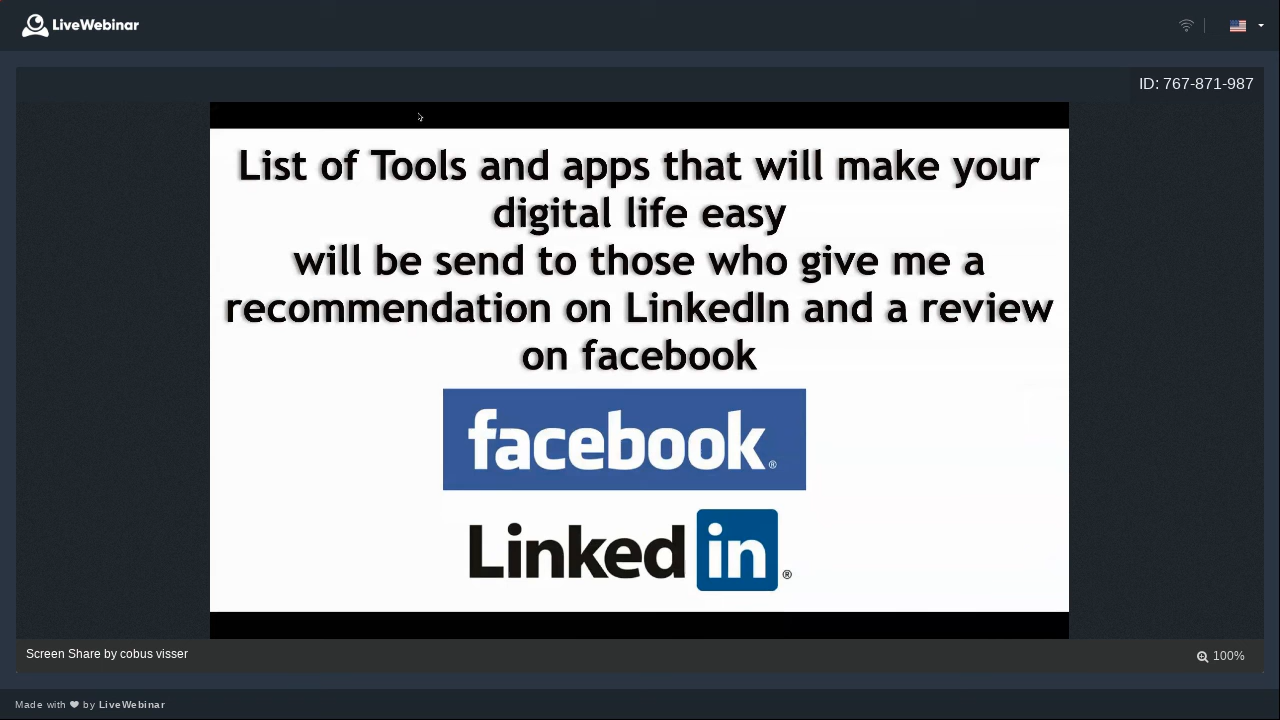 LiveWebinar
ID: 767-871-987
List of Tools and apps that will make your
digital life easy
will be send to those who give me a
recommendation on LinkedIn and a review
on facebook
facebook®
Linked in®
Screen Share by cobus visser
100%
Made with ❤ by LiveWebinar